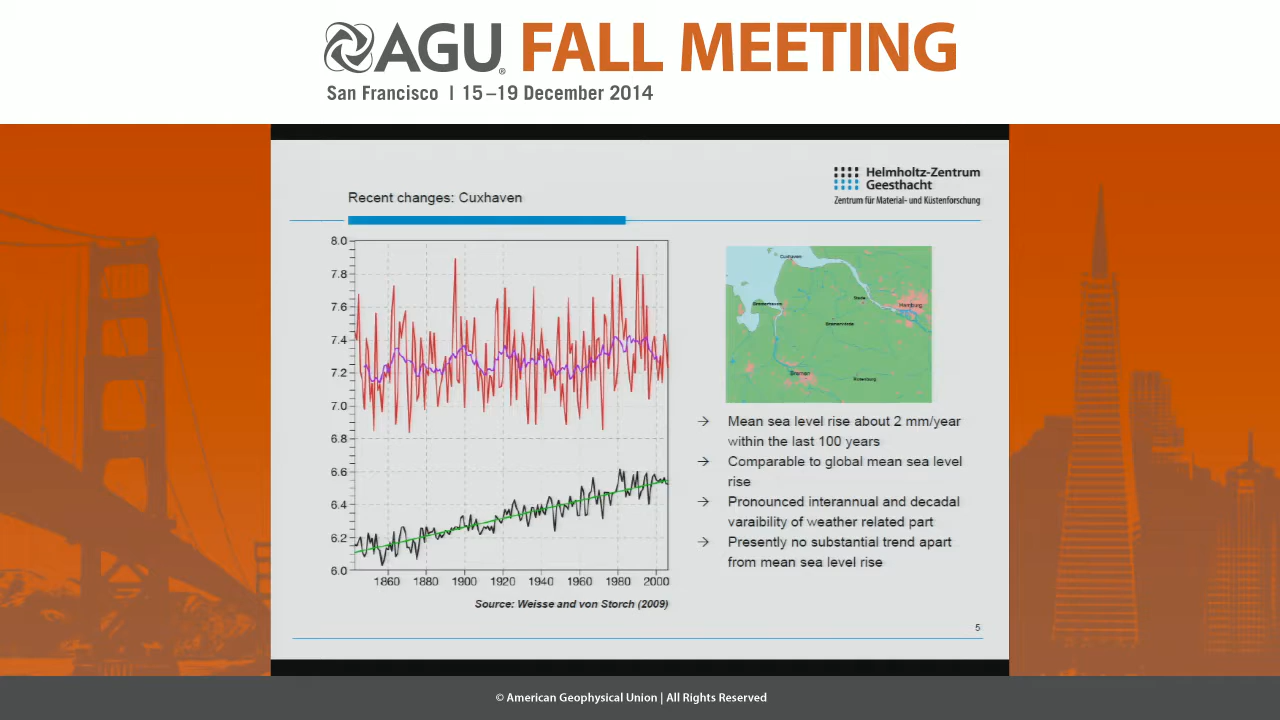 AGU® FALL MEETING
San Francisco | 15–19 December 2014
Helmholtz-Zentrum
Geesthacht
Zentrum für Material- und Küstenforschung
Recent changes: Cuxhaven
8.0
7.8
7.6
7.4
7.2
7.0
6.8
6.6
6.4
6.2
6.0
1860 1880 1900 1920 1940 1960 1980 2000
Source: Weisse and von Storch (2009)
Cuxhaven
Bremerhaven
Stade
Hamburg
Bremervörde
Bremen
Rotenburg
→ Mean sea level rise about 2 mm/year
within the last 100 years
→ Comparable to global mean sea level
rise
→ Pronounced interannual and decadal
varaibility of weather related part
→ Presently no substantial trend apart
from mean sea level rise
5
© American Geophysical Union | All Rights Reserved